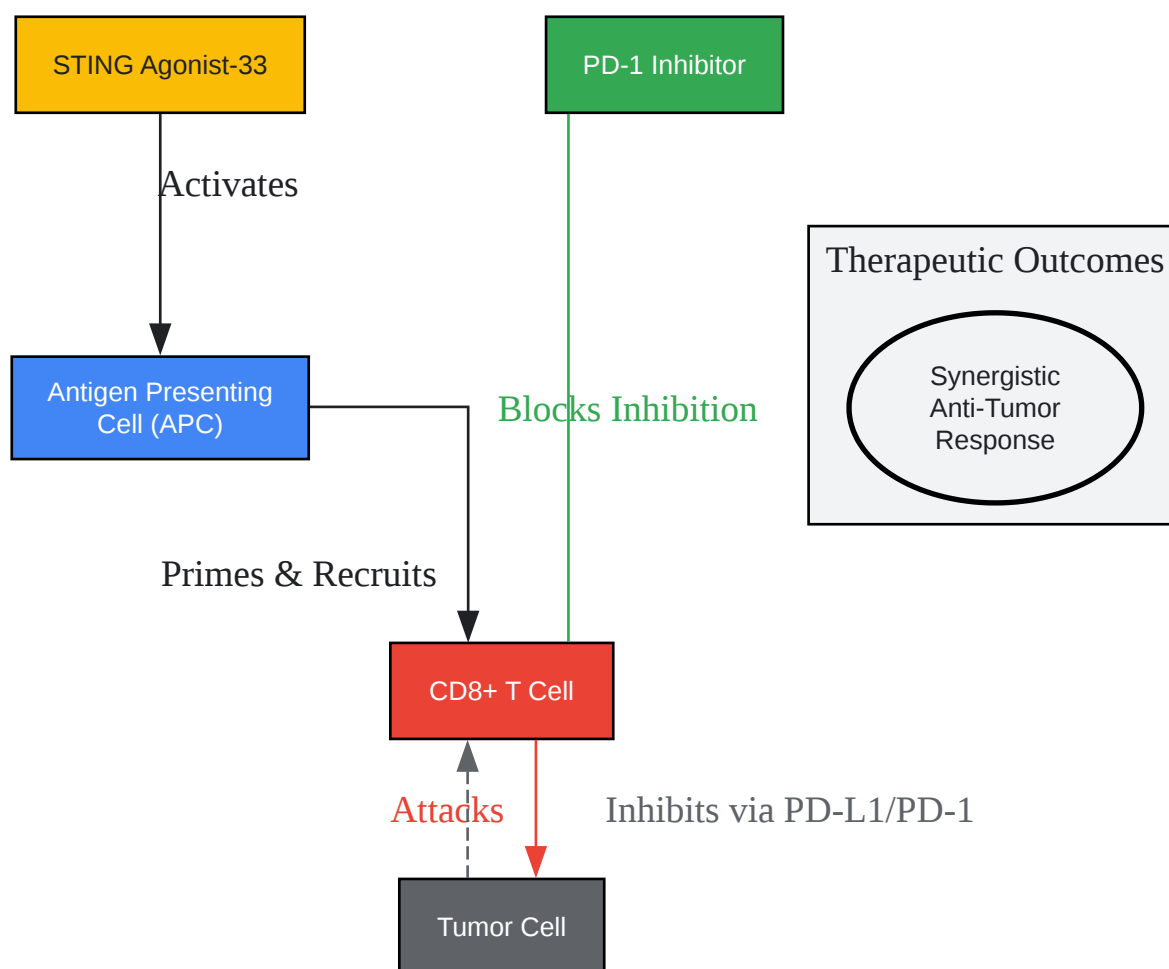 STING Agonist-33
PD-1 Inhibitor
Activates
Therapeutic Outcomes
Synergistic
Anti-Tumor
Response
Antigen Presenting
Cell (APC)
Blocks Inhibition
Primes & Recruits
CD8+ T Cell
Attacks
Inhibits via PD-L1/PD-1
Tumor Cell